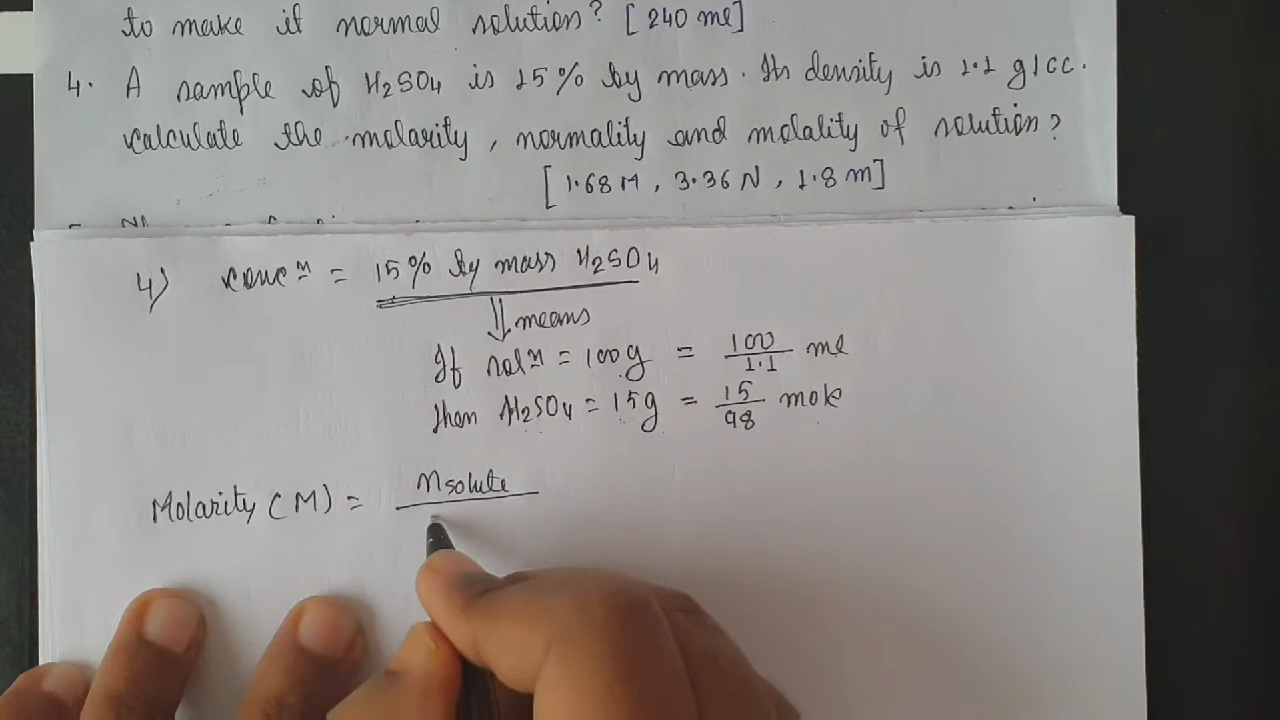 to make it normal solution? [240 ml]
4. A sample of H₂SO₄ is 15% by mass. Its density is 1.1 g/cc.
calculate the molarity, normality and molality of solution?
[1.68 M, 3.36 N, 1.8 m]
4) concⁿ = 15% by mass H₂SO₄
⇓ means
If solⁿ = 100g = 100/1.1 ml
then H₂SO₄ = 15g = 15/98 mole
Molarity (M) = nsolute